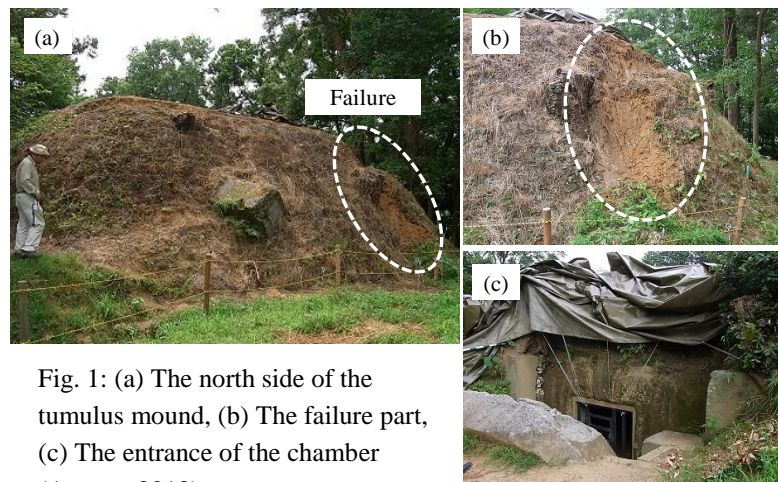 (a)
Failure
(b)
(c)
Fig. 1: (a) The north side of the
tumulus mound, (b) The failure part,
(c) The entrance of the chamber